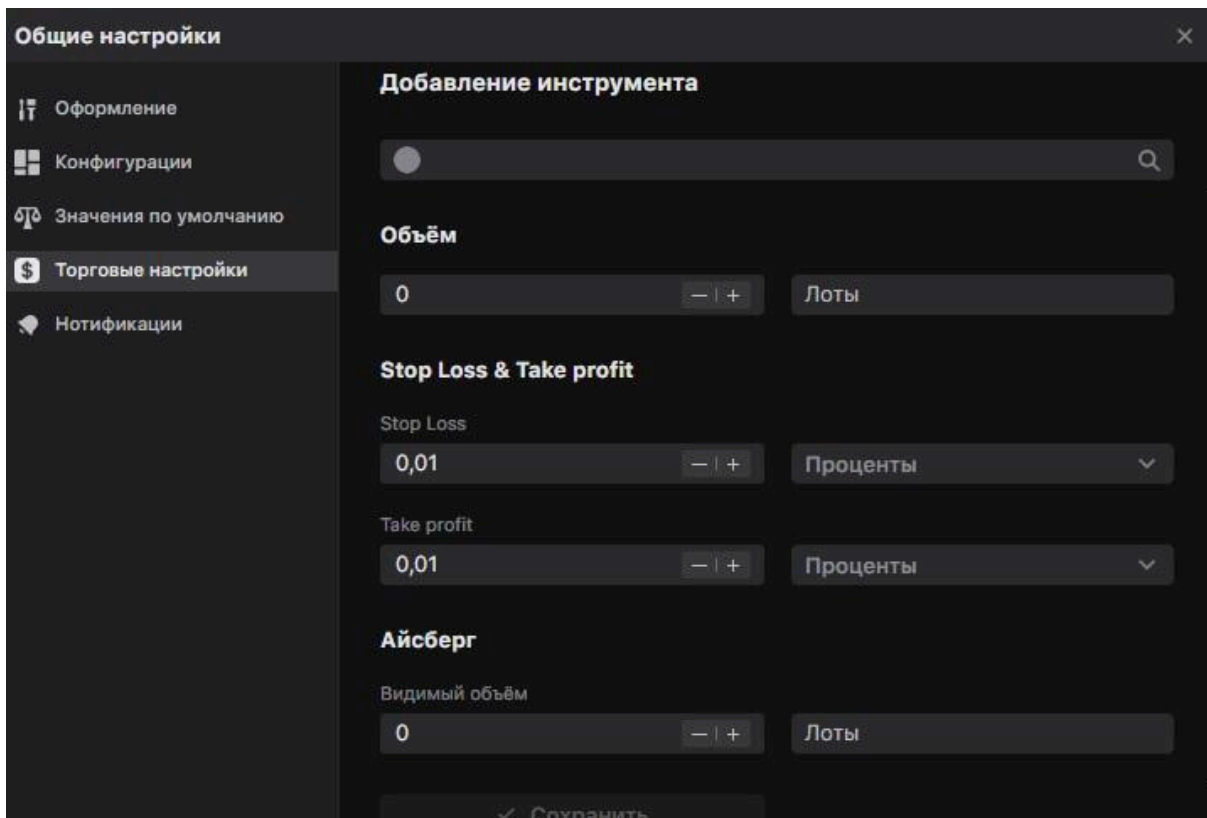 Общие настройки
Оформление
Конфигурации
Значения по умолчанию
Торговые настройки
Нотификации
Добавление инструмента
Объём
0
Лоты
Stop Loss & Take profit
Stop Loss
0,01
Проценты
Take profit
0,01
Проценты
Айсберг
Видимый объём
0
Лоты
Сохранить